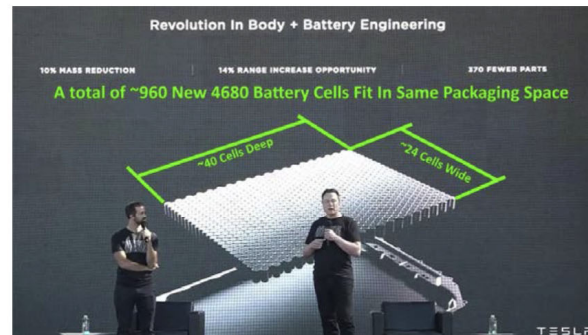 Revolution In Body + Battery Engineering
10% MASS REDUCTION
14% RANGE INCREASE OPPORTUNITY
370 FEWER PARTS
A total of ~960 New 4680 Battery Cells Fit In Same Packaging Space
~40 Cells Deep
~24 Cells Wide
TESL